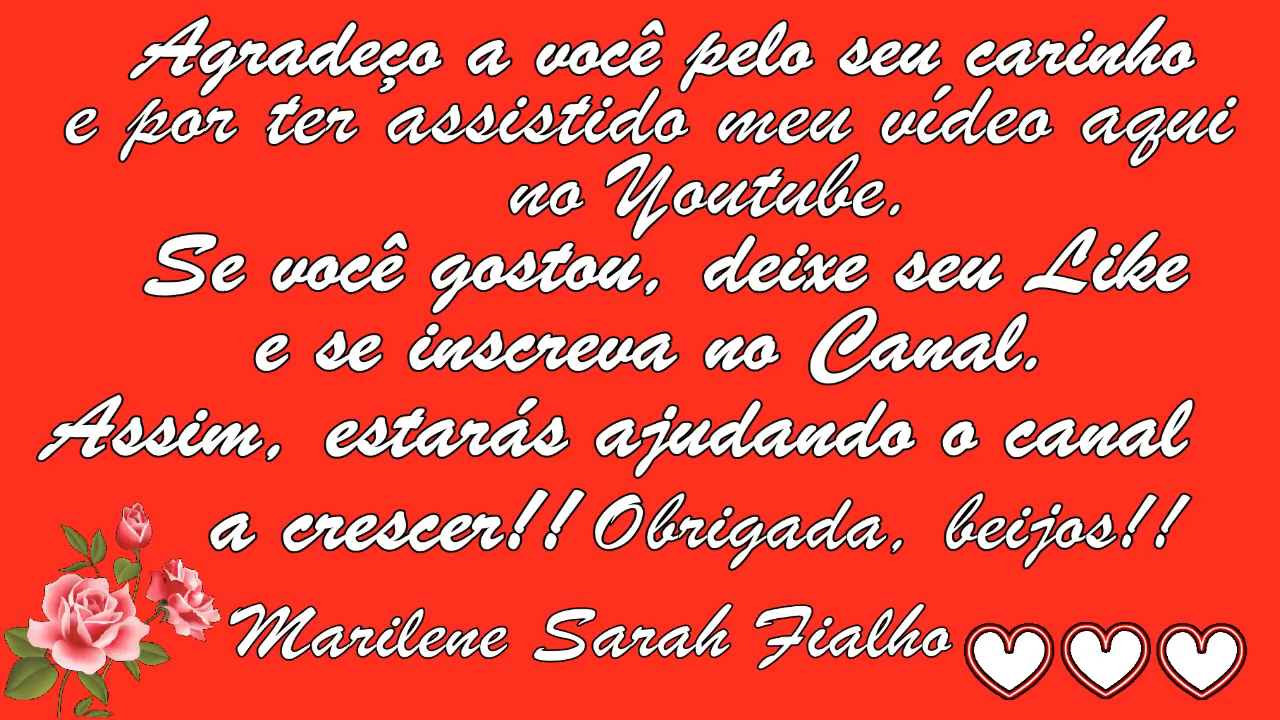 Agradeço a você pelo seu carinho
e por ter assistido meu vídeo aqui
no Youtube.
Se você gostou, deixe seu Like
e se inscreva no Canal.
Assim, estarás ajudando o canal
a crescer!! Obrigada, beijos!!
Marilene Sarah Fialho